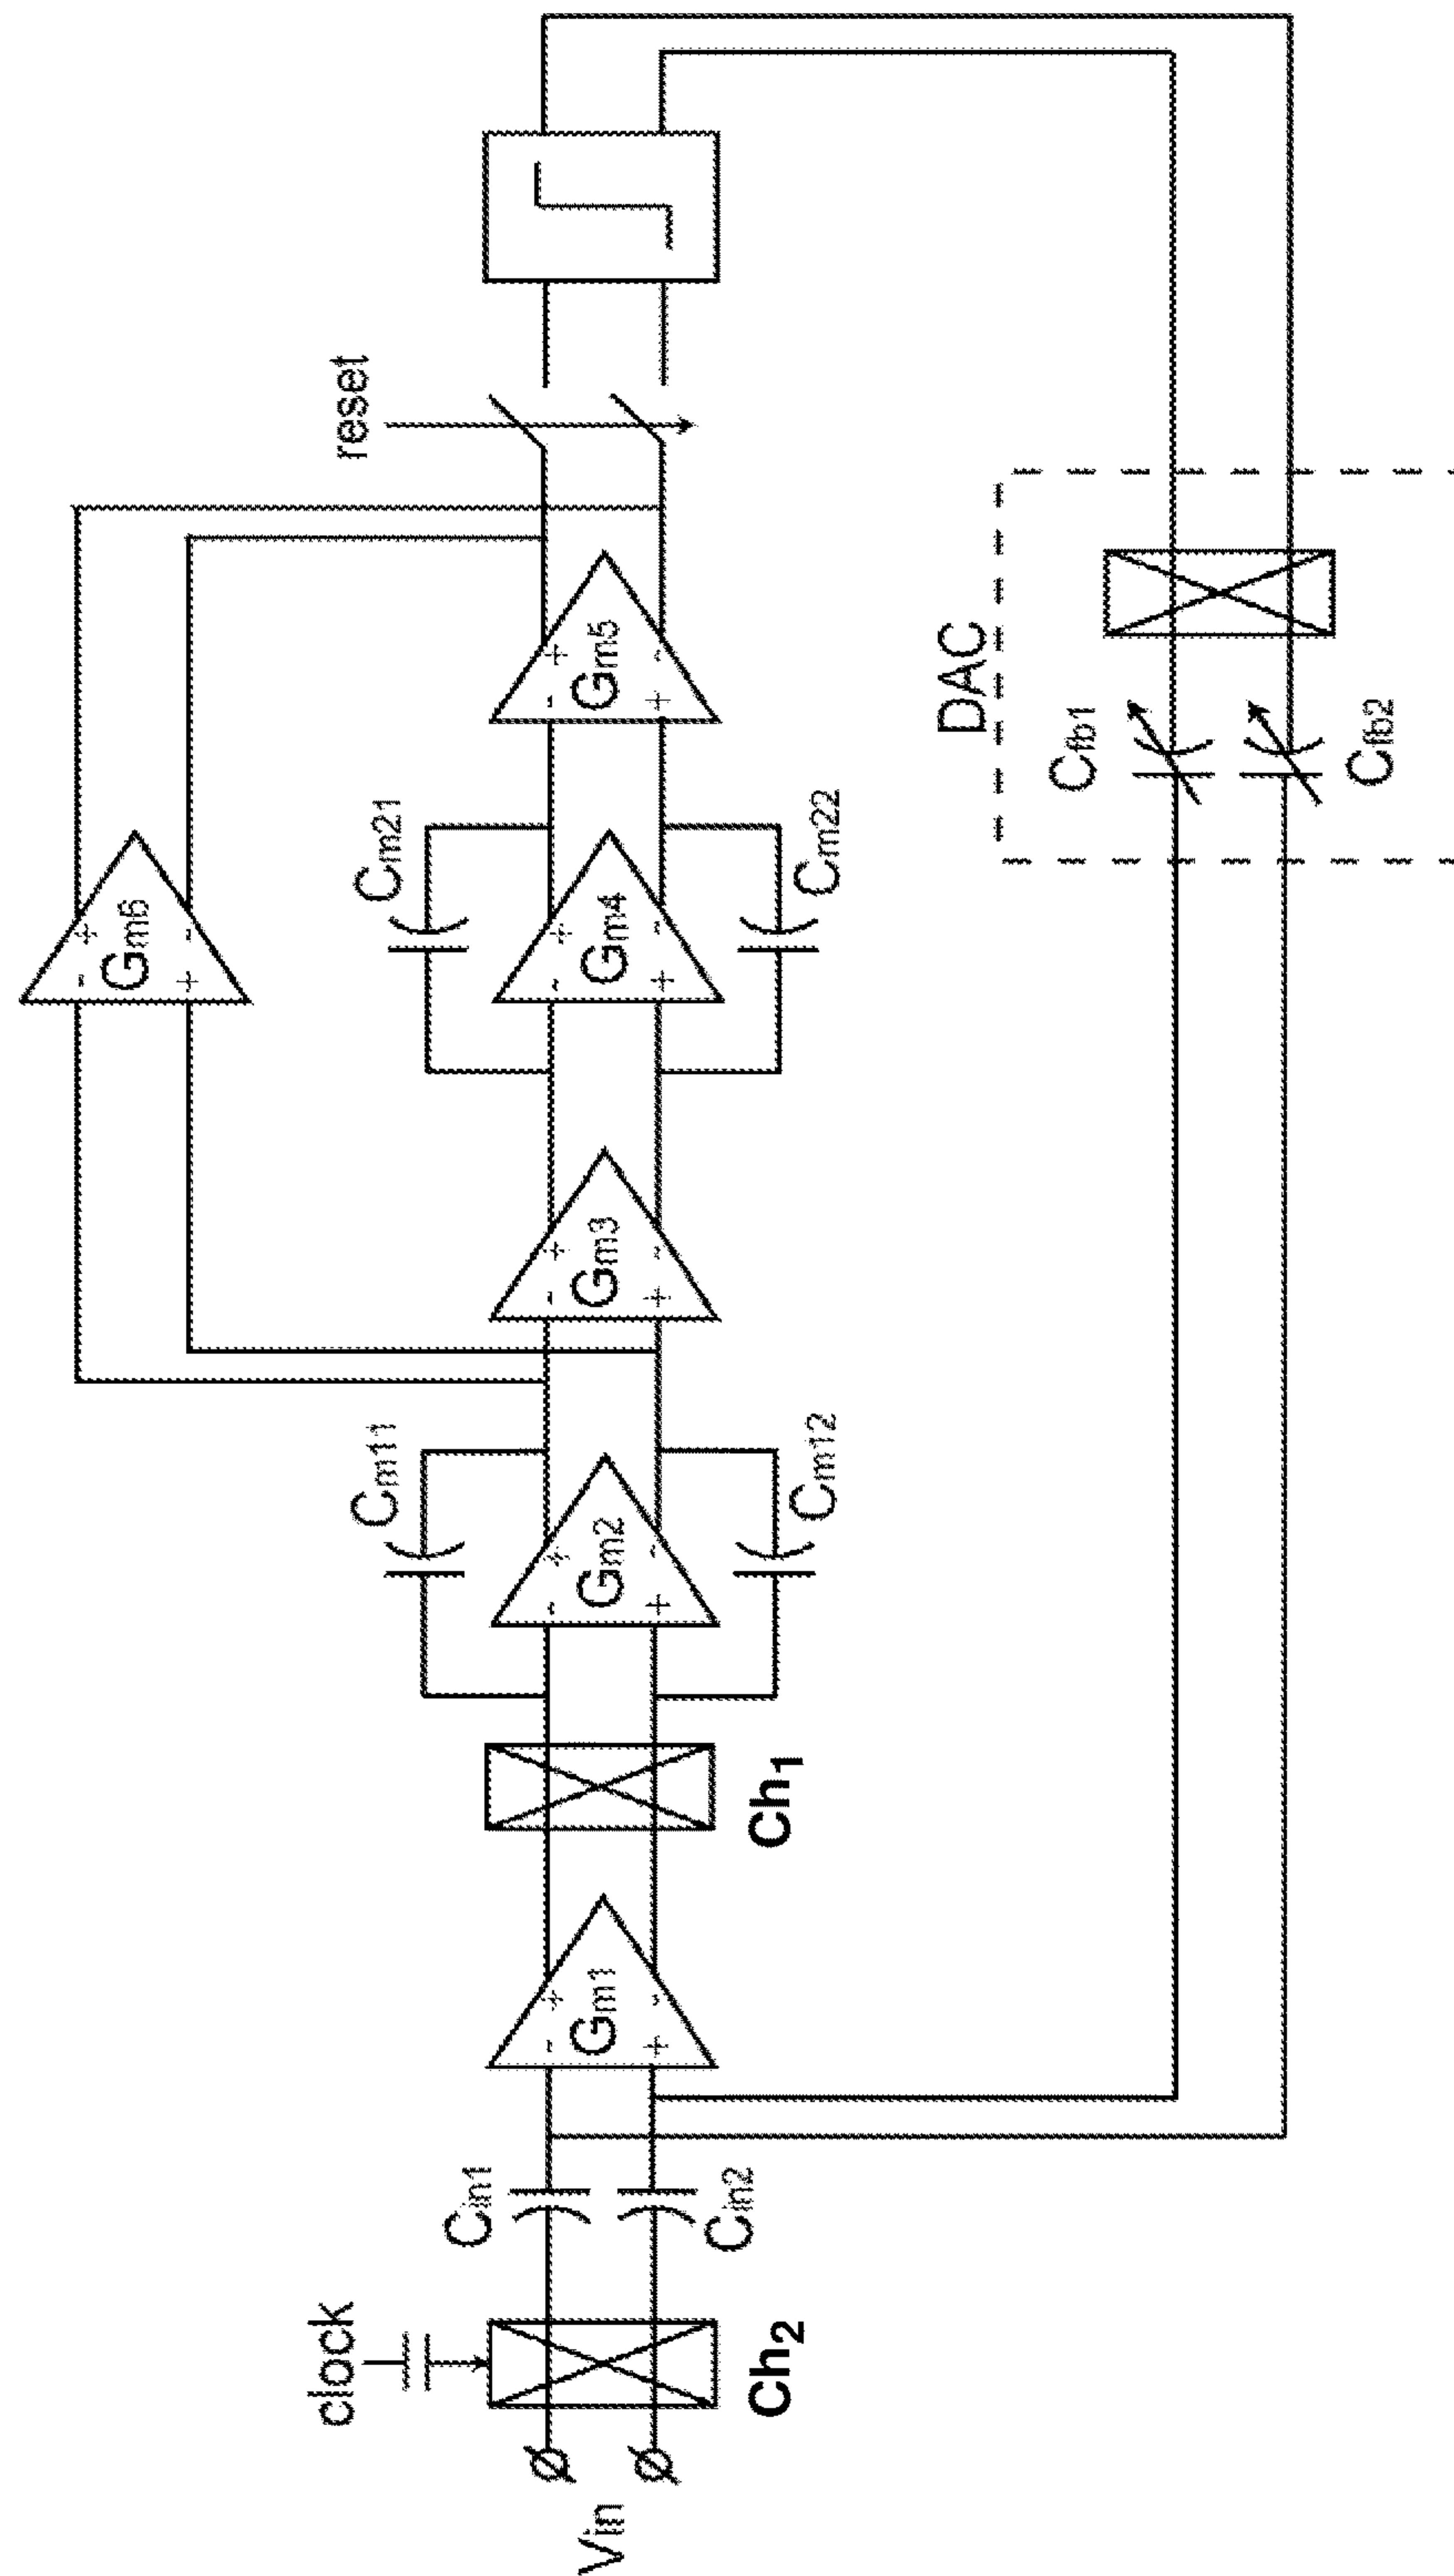 Vin
clock
Ch2
Cin1
Cin2
- +
Gm1
+ -
Ch1
Cm11
- +
Gm2
+ -
Cm12
- +
Gm3
+ -
- +
Gm6
+ -
Cm21
- +
Gm4
+ -
Cm22
- +
Gm5
+ -
reset
DAC
Cfb1
Cfb2